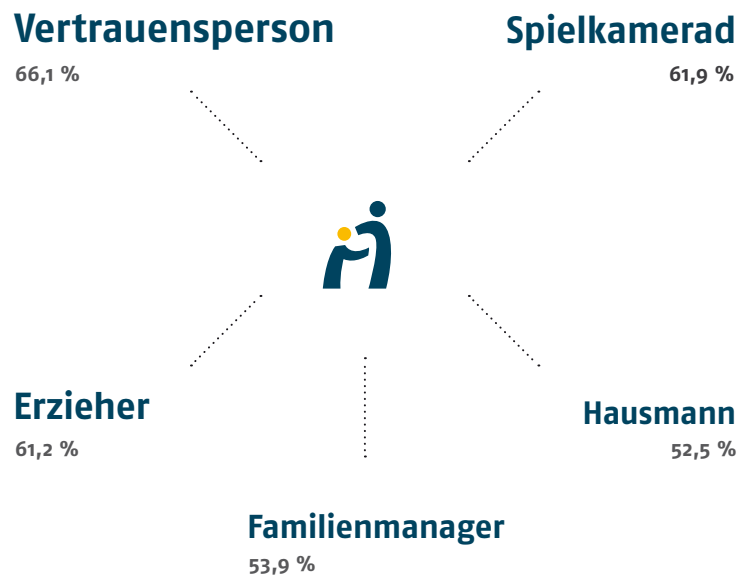 Vertrauensperson
66,1 %
Spielkamerad
61,9 %
Erzieher
61,2 %
Hausmann
52,5 %
Familienmanager
53,9 %